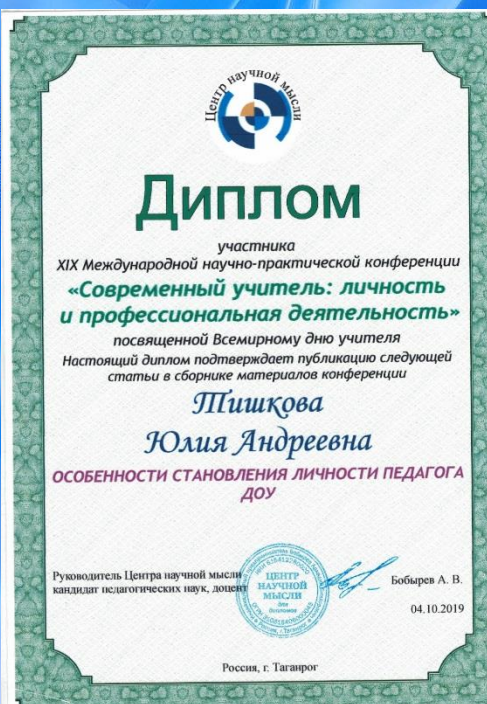 Центр научной мысли
Диплом
участника
XIX Международной научно-практической конференции
«Современный учитель: личность
и профессиональная деятельность»
посвященной Всемирному дню учителя
Настоящий диплом подтверждает публикацию следующей
статьи в сборнике материалов конференции
Тишкова
Юлия Андреевна
ОСОБЕННОСТИ СТАНОВЛЕНИЯ ЛИЧНОСТИ ПЕДАГОГА
ДОУ
Руководитель Центра научной мысли
кандидат педагогических наук, доцент
ЦЕНТР
НАУЧНОЙ
МЫСЛИ
Для
дипломов
Бобырев А. В.
04.10.2019
Россия, г. Таганрог